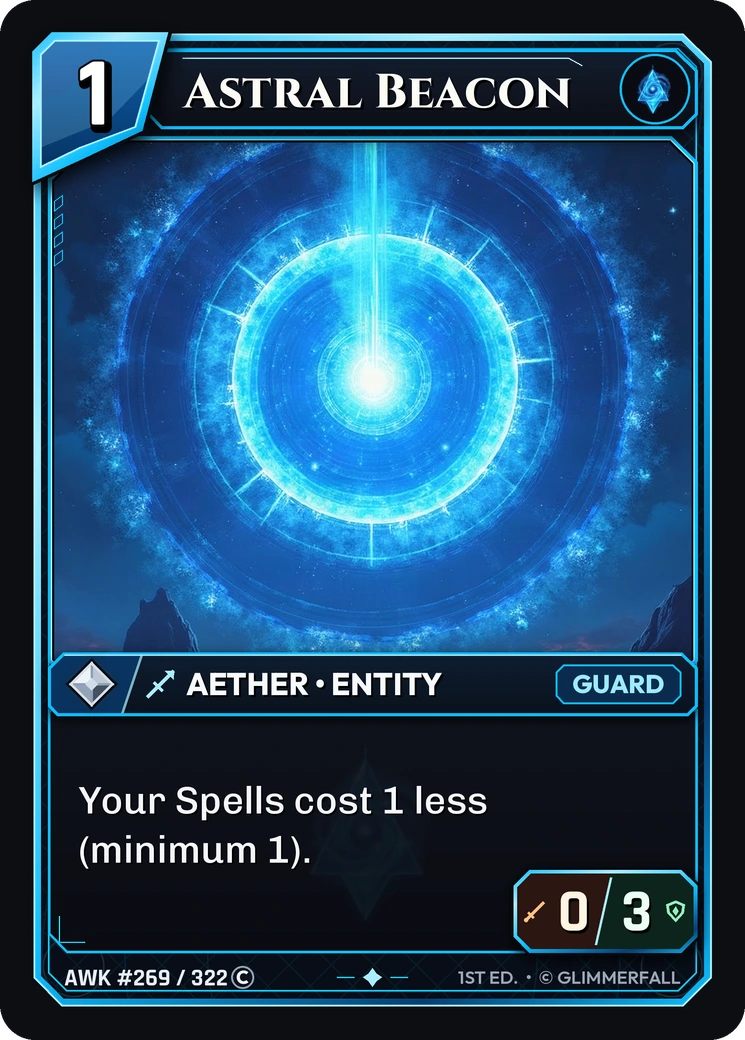 1
ASTRAL BEACON
AETHER • ENTITY
GUARD
Your Spells cost 1 less
(minimum 1).
0 / 3
AWK #269 / 322 Ⓒ
1ST ED. • © GLIMMERFALL